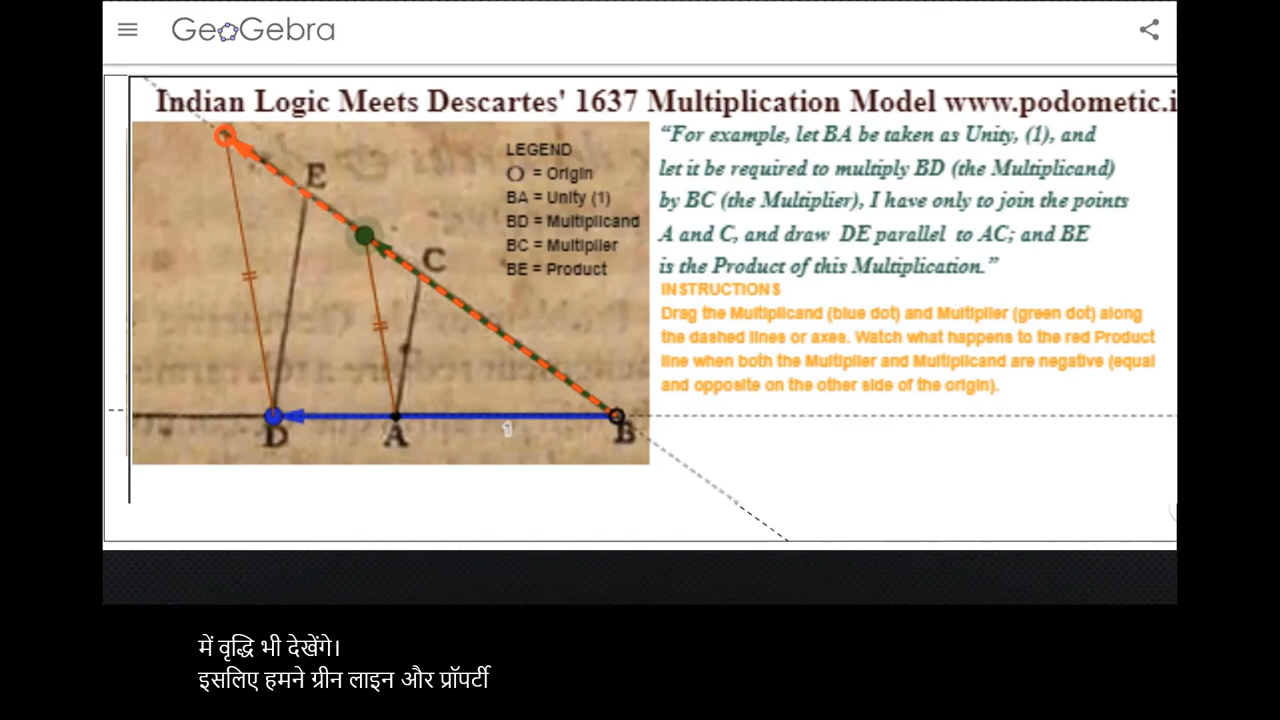 GeoGebra
Indian Logic Meets Descartes' 1637 Multiplication Model www.podometic.i
"For example, let BA be taken as Unity, (1), and
let it be required to multiply BD (the Multiplicand)
by BC (the Multiplier), I have only to join the points
A and C, and draw DE parallel to AC; and BE
is the Product of this Multiplication."
INSTRUCTIONS
Drag the Multiplicand (blue dot) and Multiplier (green dot) along
the dashed lines or axes. Watch what happens to the red Product
line when both the Multiplier and Multiplicand are negative (equal
and opposite on the other side of the origin).
LEGEND
O = Origin
BA = Unity (1)
BD = Multiplicand
BC = Multiplier
BE = Product
E
C
D
A
B
1
में वृद्धि भी देखेंगे।
इसलिए हमने ग्रीन लाइन और प्रॉपर्टी